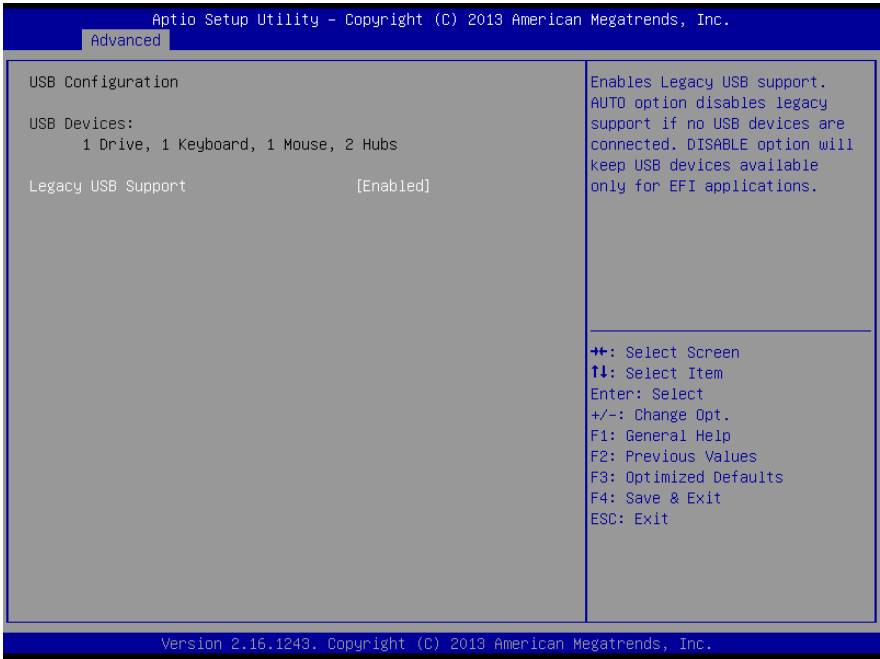 Aptio Setup Utility – Copyright (C) 2013 American Megatrends, Inc.
Advanced
USB Configuration
USB Devices:
1 Drive, 1 Keyboard, 1 Mouse, 2 Hubs
Legacy USB Support [Enabled]
Enables Legacy USB support.
AUTO option disables legacy
support if no USB devices are
connected. DISABLE option will
keep USB devices available
only for EFI applications.
→←: Select Screen
↑↓: Select Item
Enter: Select
+/-: Change Opt.
F1: General Help
F2: Previous Values
F3: Optimized Defaults
F4: Save & Exit
ESC: Exit
Version 2.16.1243. Copyright (C) 2013 American Megatrends, Inc.